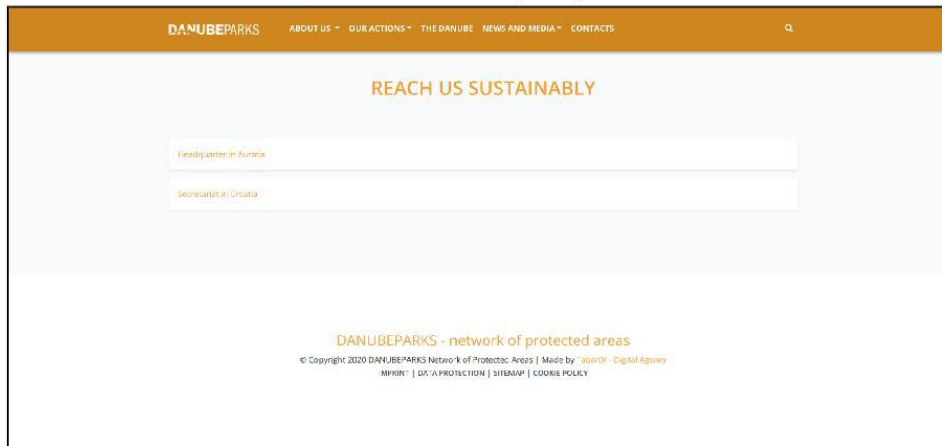 DANUBEPARKS ABOUT US OUR ACTIONS THE DANUBE NEWS AND MEDIA CONTACTS
REACH US SUSTAINABLY
Headquarter in Austria
Secretariat in Croatia
DANUBEPARKS - network of protected areas
© Copyright 2020 DANUBEPARKS Network of Protected Areas | Made by - Digital Agency
IMPRINT | DATA PROTECTION | SITEMAP | COOKIE POLICY